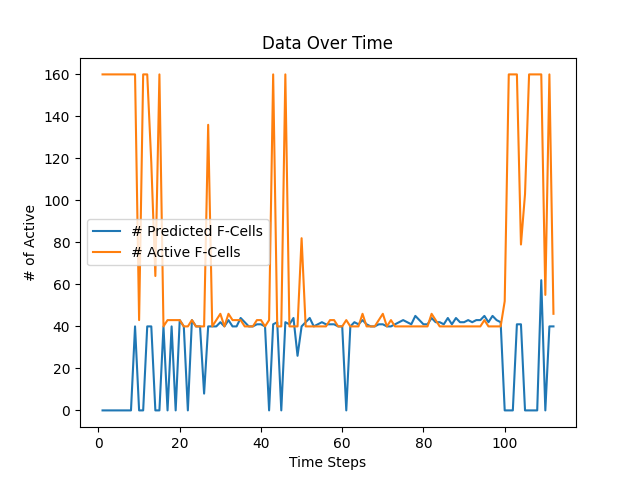 Data Over Time
160
140
120
100
80
60
40
20
0
# of Active
# Predicted F-Cells
# Active F-Cells
0 20 40 60 80 100
Time Steps